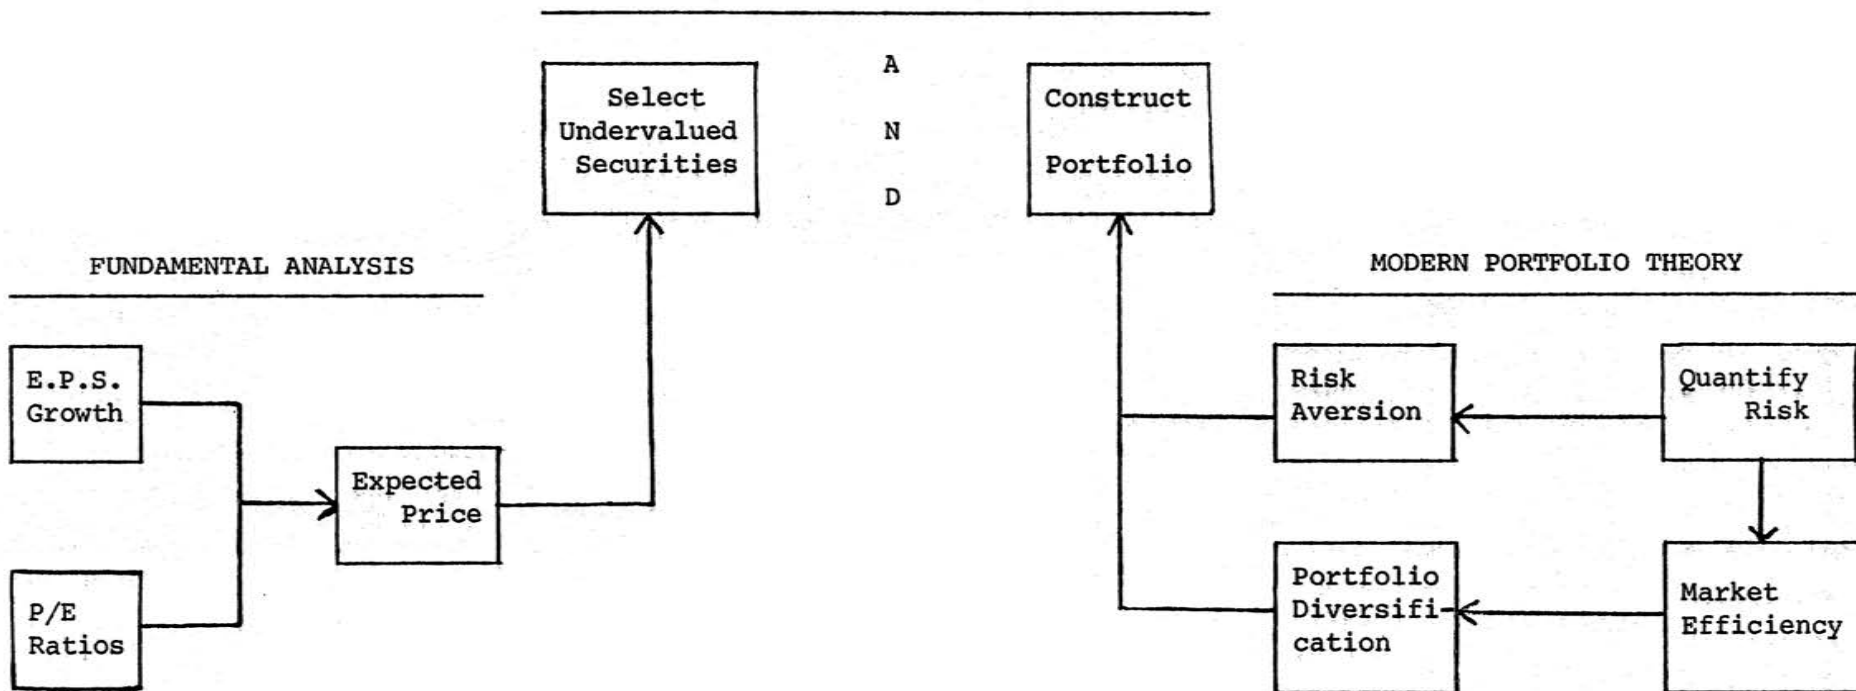 A
N
D
Select
Undervalued
Securities
Construct
Portfolio
FUNDAMENTAL ANALYSIS
E.P.S.
Growth
P/E
Ratios
Expected
Price
MODERN PORTFOLIO THEORY
Risk
Aversion
Quantify
Risk
Portfolio
Diversifi-
cation
Market
Efficiency